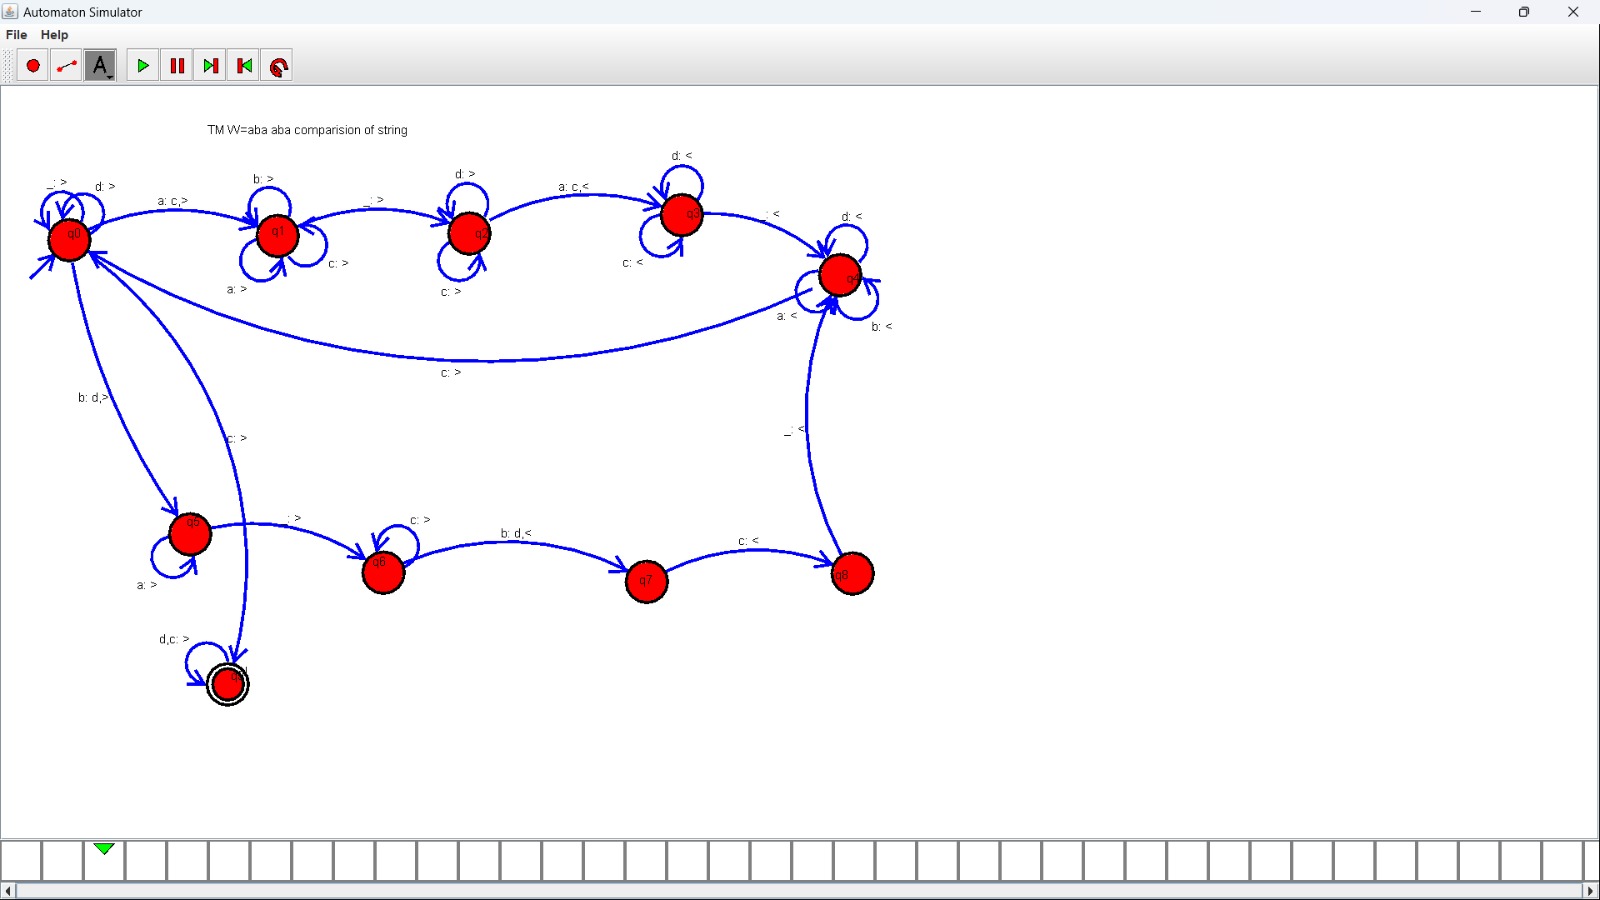 Automaton Simulator
File Help
A
TM W=aba aba comparision of string
d: > d: <
_: > d: > b: > a: c,> _: > a: c,< _: < d: <
q0 q1 q2 q3
c: > c: <
a: > c: > q4
a: < b: <
c: >
b: d,>
c: > _: <
q5 : > c: > b: d,< c: <
q6 q7 q8
a: >
d,c: >